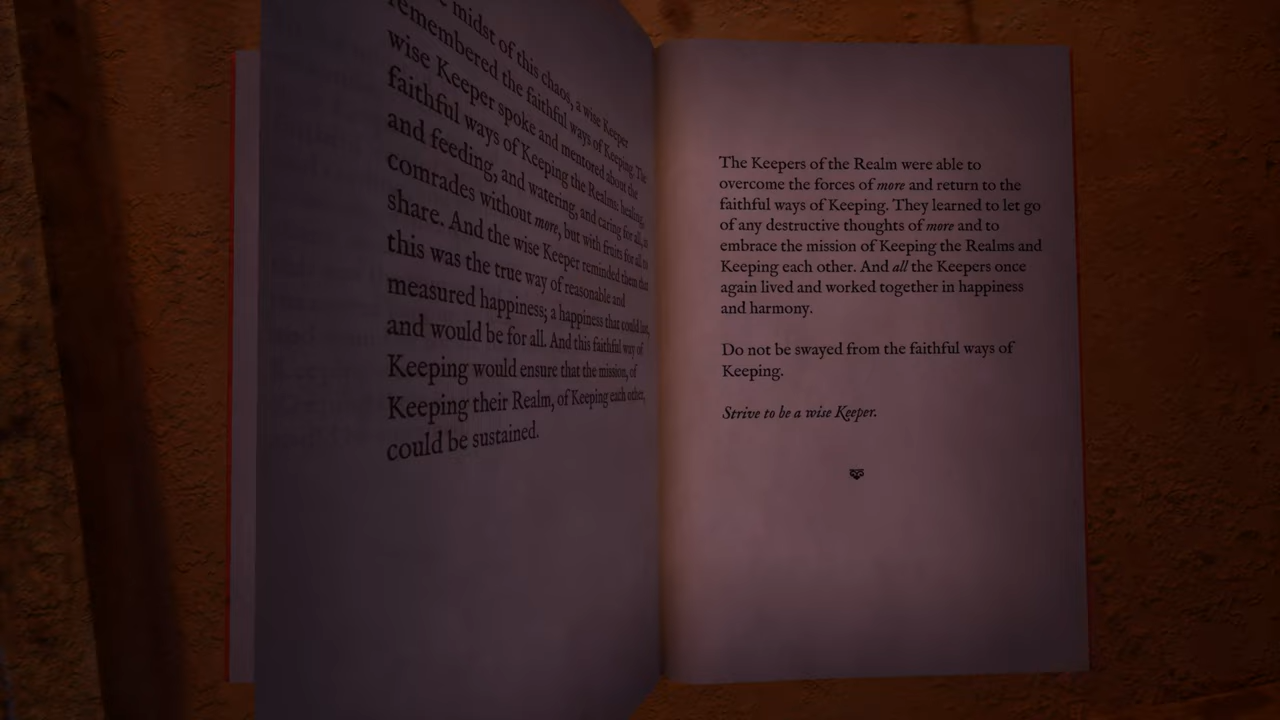 midst of this chaos, a wise Keeper
remembered the faithful ways of Keeping. The
wise Keeper spoke and mentored about the
faithful ways of Keeping the Realms: healing,
and feeding, and watering, and caring for all, as
comrades without more, but with fruits for all to
share. And the wise Keeper reminded them that
this was the true way of reasonable and
measured happiness; a happiness that could last,
and would be for all. And this faithful way of
Keeping would ensure that the mission, of
Keeping their Realm, of Keeping each other,
could be sustained.
The Keepers of the Realm were able to
overcome the forces of more and return to the
faithful ways of Keeping. They learned to let go
of any destructive thoughts of more and to
embrace the mission of Keeping the Realms and
Keeping each other. And all the Keepers once
again lived and worked together in happiness
and harmony.
Do not be swayed from the faithful ways of
Keeping.
Strive to be a wise Keeper.